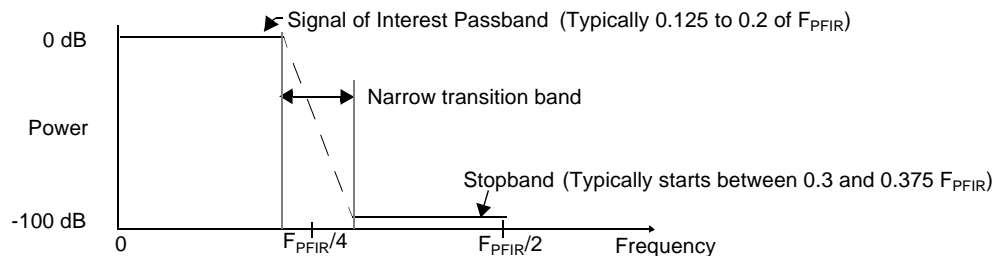 Signal of Interest Passband (Typically 0.125 to 0.2 of FPFIR)
0 dB
Narrow transition band
Power
Stopband (Typically starts between 0.3 and 0.375 FPFIR)
-100 dB
0
FPFIR/4
FPFIR/2
Frequency